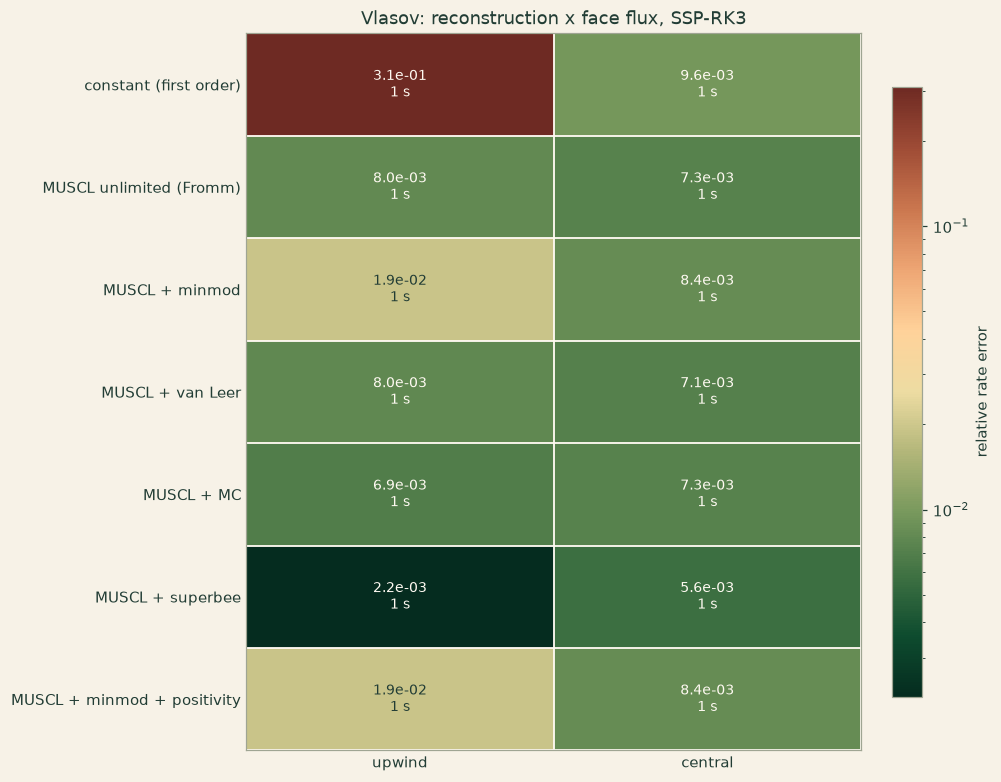 Vlasov: reconstruction x face flux, SSP-RK3
constant (first order)
3.1e-01
1 s
9.6e-03
1 s
MUSCL unlimited (Fromm)
8.0e-03
1 s
7.3e-03
1 s
MUSCL + minmod
1.9e-02
1 s
8.4e-03
1 s
MUSCL + van Leer
8.0e-03
1 s
7.1e-03
1 s
MUSCL + MC
6.9e-03
1 s
7.3e-03
1 s
MUSCL + superbee
2.2e-03
1 s
5.6e-03
1 s
MUSCL + minmod + positivity
1.9e-02
1 s
8.4e-03
1 s
upwind
central
10⁻¹
10⁻²
relative rate error